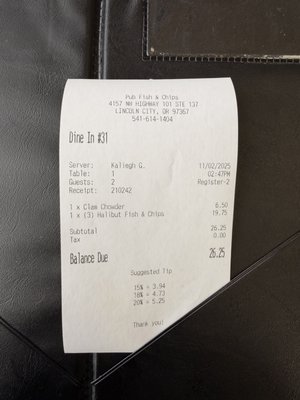 Pub Fish & Chips
4157 NW HIGHWAY 101 STE 137
LINCOLN CITY, OR 97367
541-614-1404
Dine In #31
Server: Kaliegh G. 11/02/2025
Table: 1 02:47PM
Guests: 2 Register-2
Receipt: 210242
1 x Clam Chowder 6.50
1 x (3) Halibut Fish & Chips 19.75
Subtotal 26.25
Tax 0.00
Balance Due 26.25
Suggested Tip
15% = 3.94
18% = 4.73
20% = 5.25
Thank you!